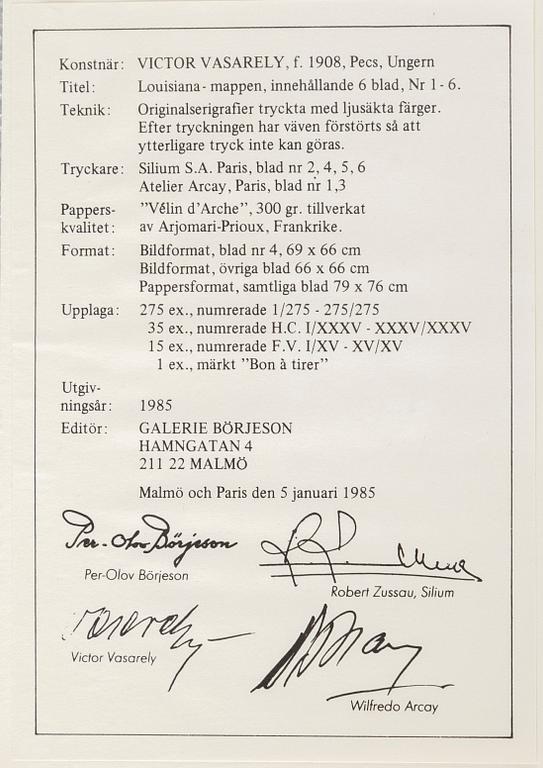 Konstnär: VICTOR VASARELY, f. 1908, Pecs, Ungern
Titel: Louisiana-mappen, innehållande 6 blad, Nr 1-6.
Teknik: Originalserigrafier tryckta med ljusäkta färger.
Efter tryckningen har väven förstörts så att
ytterligare tryck inte kan göras.
Tryckare: Silium S.A. Paris, blad nr 2, 4, 5, 6
Atelier Arcay, Paris, blad nr 1,3
Pappers- "Vélin d'Arche", 300 gr. tillverkat
kvalitet: av Arjomari-Prioux, Frankrike.
Format: Bildformat, blad nr 4, 69 x 66 cm
Bildformat, övriga blad 66 x 66 cm
Pappersformat, samtliga blad 79 x 76 cm
Upplaga: 275 ex., numrerade 1/275 - 275/275
35 ex., numrerade H.C. I/XXXV - XXXV/XXXV
15 ex., numrerade F.V. I/XV - XV/XV
1 ex., märkt "Bon à tirer"
Utgiv-
ningsår: 1985
Editör: GALERIE BÖRJESON
HAMNGATAN 4
211 22 MALMÖ
Malmö och Paris den 5 januari 1985
Per-Olov Börjeson
Per-Olov Börjeson
Robert Zussau, Silium
Vasarely
Victor Vasarely
Wilfredo Arcay